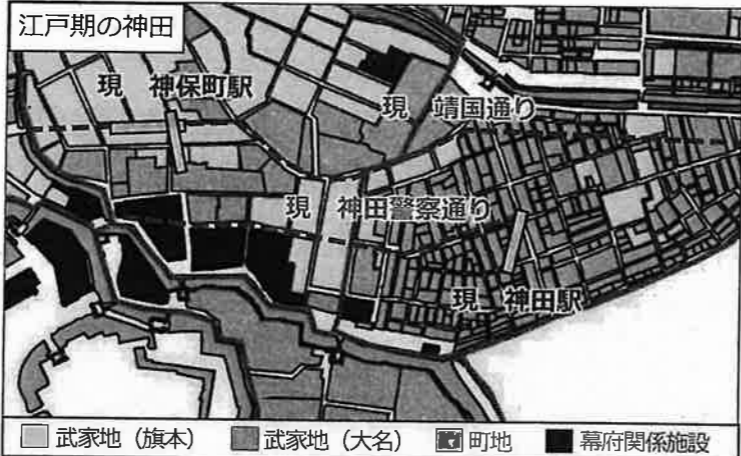 江戸期の神田
現 神保町駅
現 靖国通り
現 神田警察通り
現 神田駅
武家地（旗本） 武家地（大名） 町地 幕府関係施設